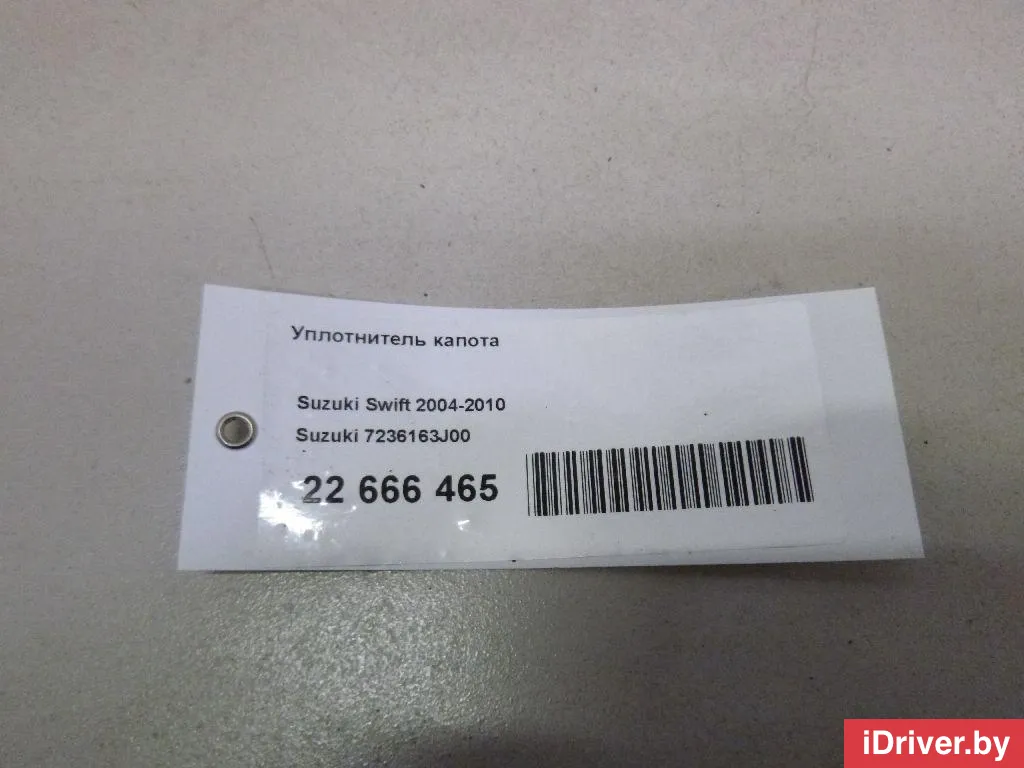 Уплотнитель капота
Suzuki Swift 2004-2010
Suzuki 7236163J00
22 666 465
iDriver.by